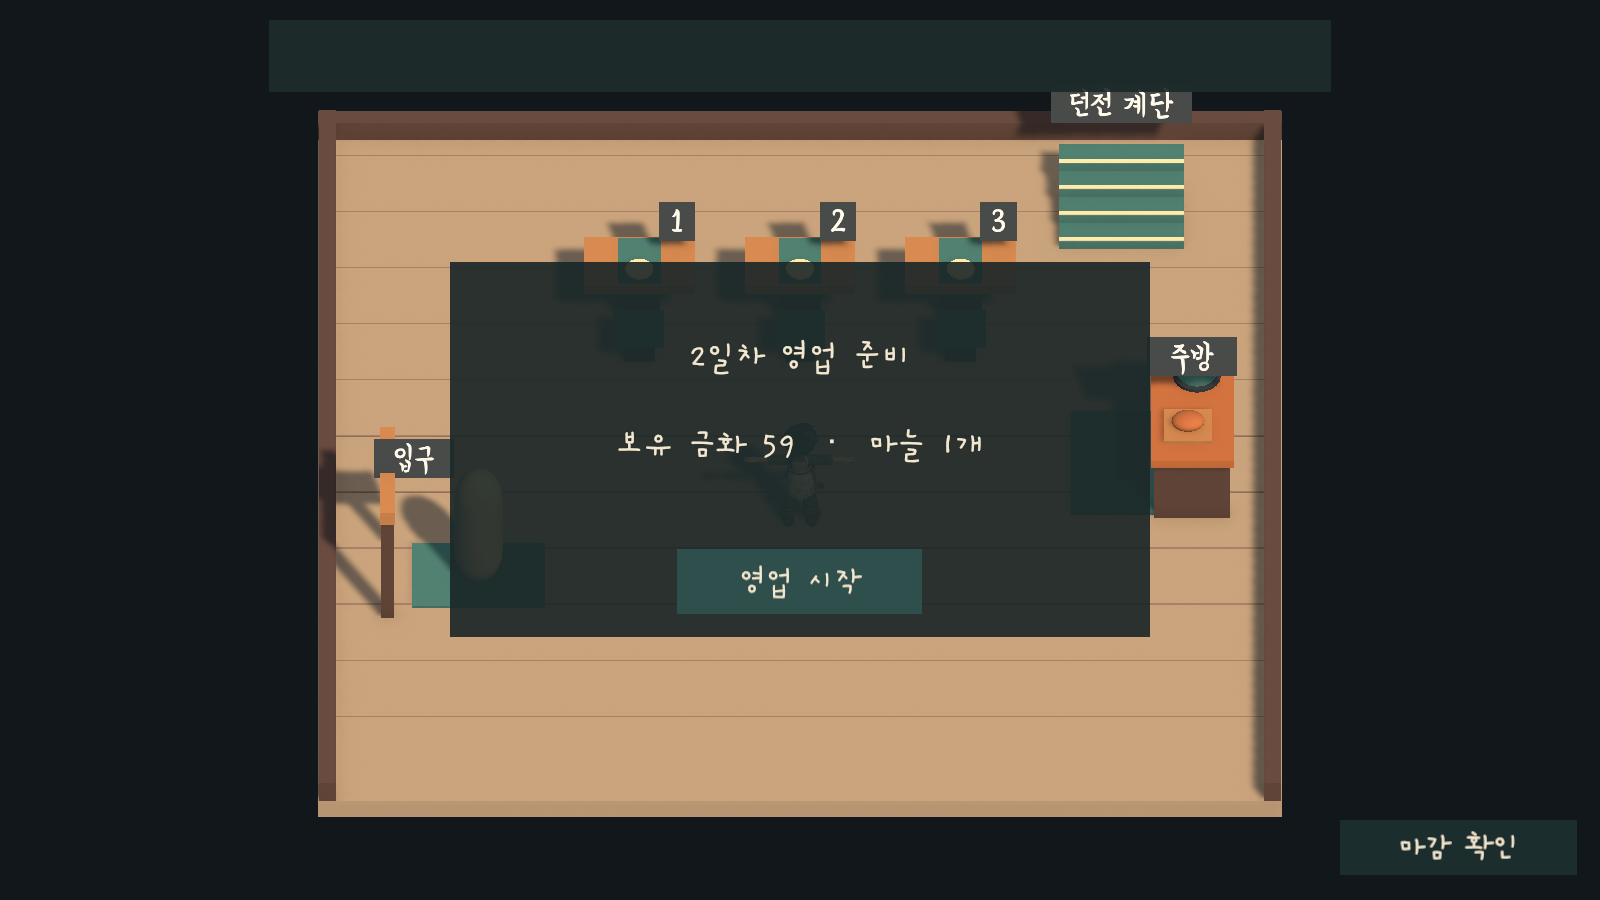 던전 계단
1
2
3
2일차 영업 준비
주방
보유 금화 59 · 마늘 1개
입구
영업 시작
마감 확인